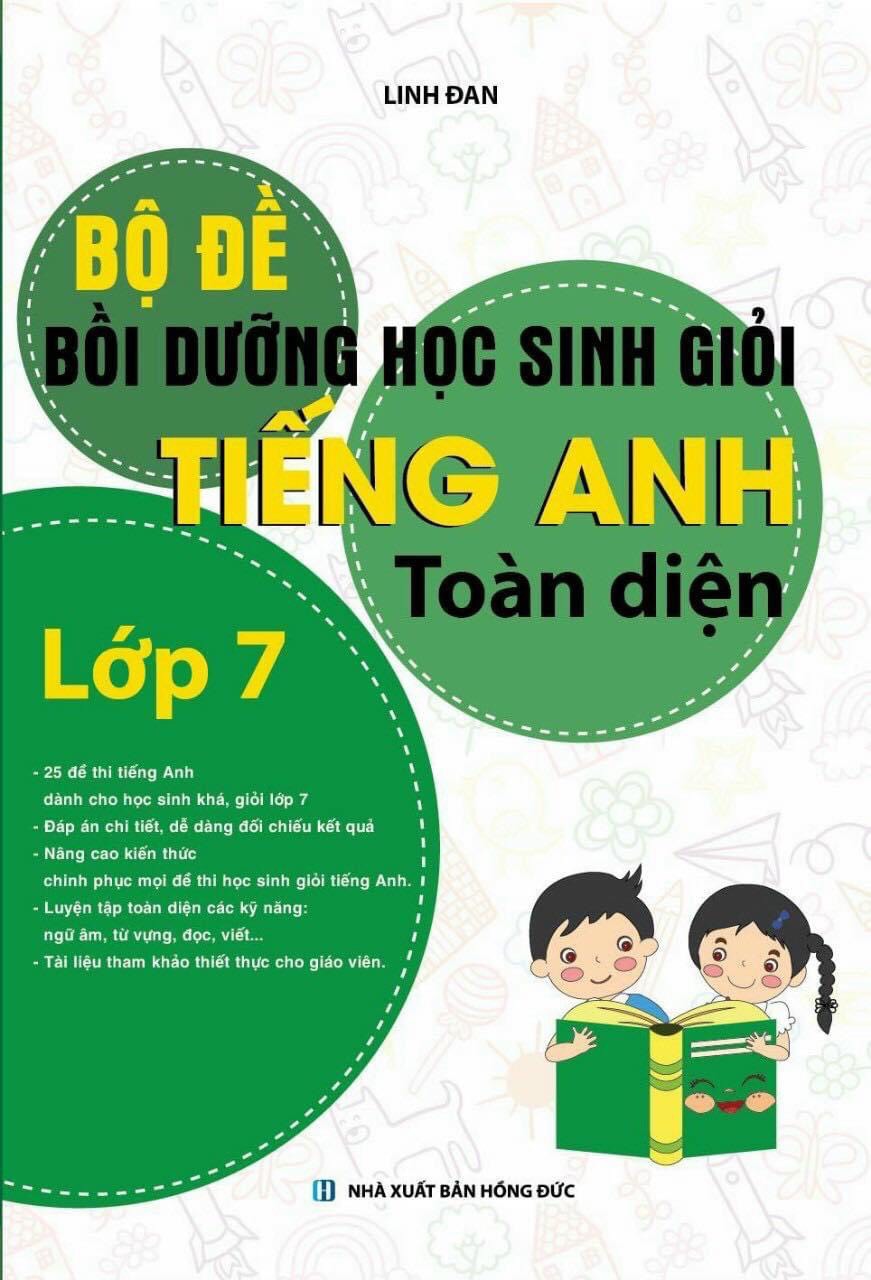 LINH ĐAN
BỘ ĐỀ
BỒI DƯỠNG HỌC SINH GIỎI
TIẾNG ANH
Toàn diện
Lớp 7
- 25 đề thi tiếng Anh
dành cho học sinh khá, giỏi lớp 7
- Đáp án chi tiết, dễ dàng đối chiếu kết quả
- Nâng cao kiến thức
chinh phục mọi đề thi học sinh giỏi tiếng Anh.
- Luyện tập toàn diện các kỹ năng:
ngữ âm, từ vựng, đọc, viết...
- Tài liệu tham khảo thiết thực cho giáo viên.
NHÀ XUẤT BẢN HỒNG ĐỨC